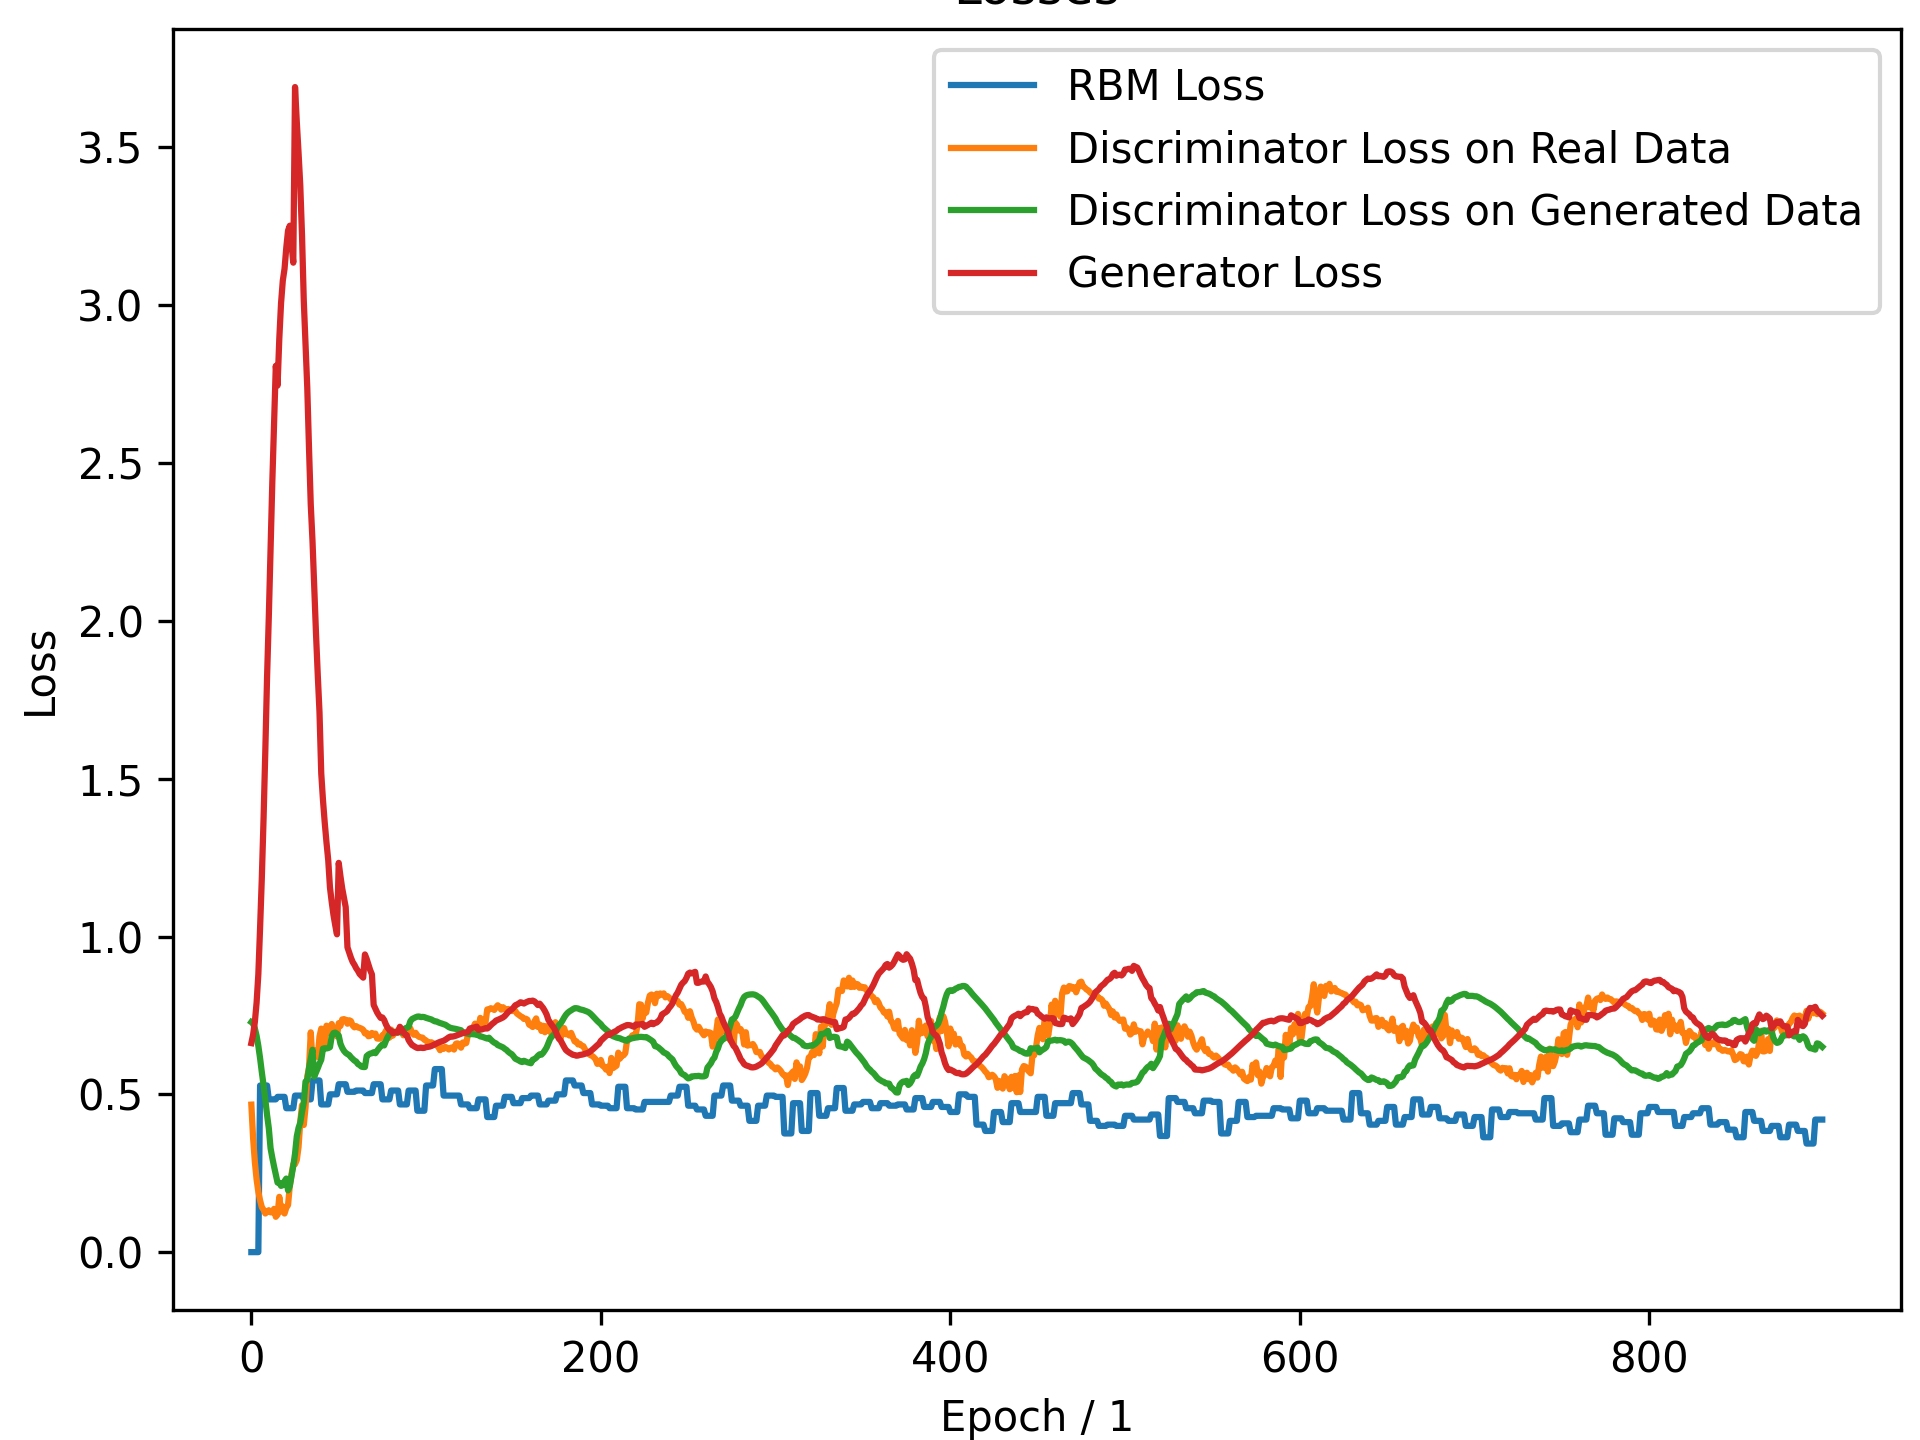 Losses
RBM Loss
Discriminator Loss on Real Data
Discriminator Loss on Generated Data
Generator Loss
3.5
3.0
2.5
2.0
1.5
1.0
0.5
0.0
Loss
0 200 400 600 800
Epoch / 1